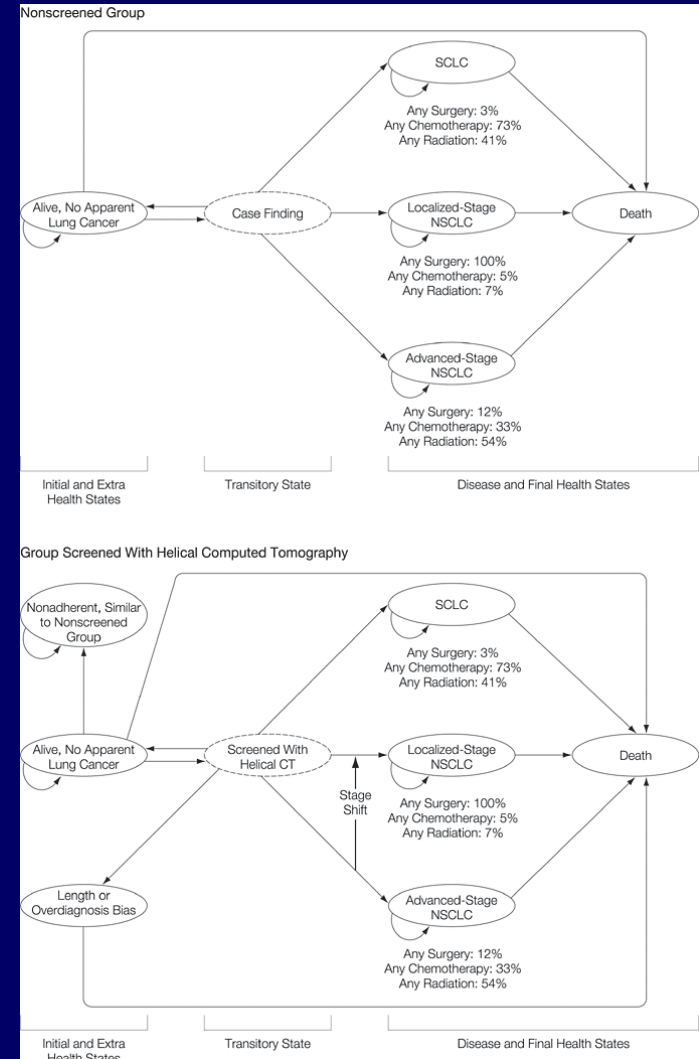 Nonscreened Group
SCLC
Any Surgery: 3%
Any Chemotherapy: 73%
Any Radiation: 41%
Alive, No Apparent
Lung Cancer
Case Finding
Localized-Stage
NSCLC
Death
Any Surgery: 100%
Any Chemotherapy: 5%
Any Radiation: 7%
Advanced-Stage
NSCLC
Any Surgery: 12%
Any Chemotherapy: 33%
Any Radiation: 54%
Initial and Extra
Health States
Transitory State
Disease and Final Health States
Group Screened With Helical Computed Tomography
Nonadherent, Similar
to Nonscreened
Group
SCLC
Any Surgery: 3%
Any Chemotherapy: 73%
Any Radiation: 41%
Alive, No Apparent
Lung Cancer
Screened With
Helical CT
Localized-Stage
NSCLC
Death
Stage
Shift
Any Surgery: 100%
Any Chemotherapy: 5%
Any Radiation: 7%
Length or
Overdiagnosis Bias
Advanced-Stage
NSCLC
Any Surgery: 12%
Any Chemotherapy: 33%
Any Radiation: 54%
Initial and Extra
Health States
Transitory State
Disease and Final Health States